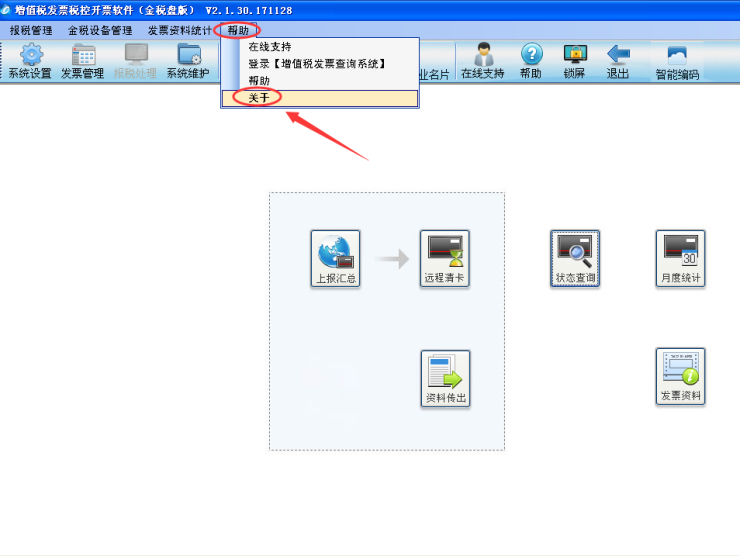 增值税发票税控开票软件（金税盘版） V2.1.30.171128
报税管理 金税设备管理 发票资料统计 帮助
在线支持
登录【增值税发票查询系统】
帮助
关于
系统设置 发票管理 报税处理 系统维护 业名片 在线支持 帮助 锁屏 退出 智能编码
上报汇总 远程清卡 状态查询 30 月度统计
资料传出 发票资料